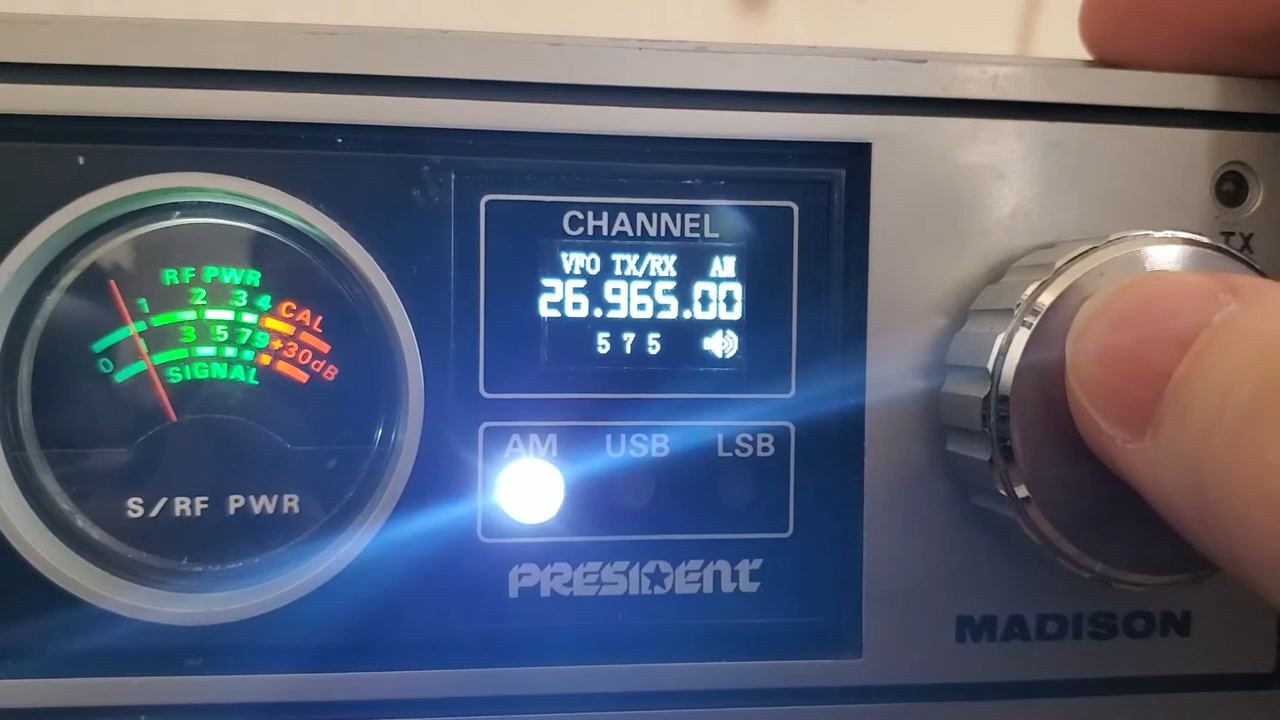 RF PWR
1 2 3 4 CAL
0 1 3 5 7 9 +30dB
SIGNAL
S/RF PWR
CHANNEL
VFO TX/RX AM
26.965.00
5 7 5
AM USB LSB
PRESIDENT
TX
MADISON